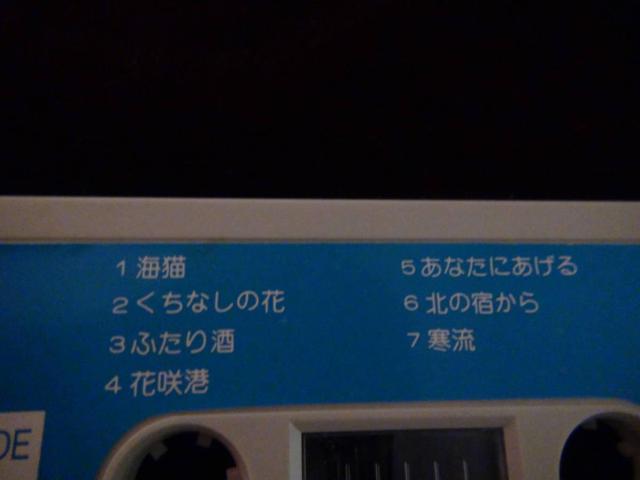 1 海猫
2 くちなしの花
3 ふたり酒
4 花咲港
5 あなたにあげる
6 北の宿から
7 寒流
DE